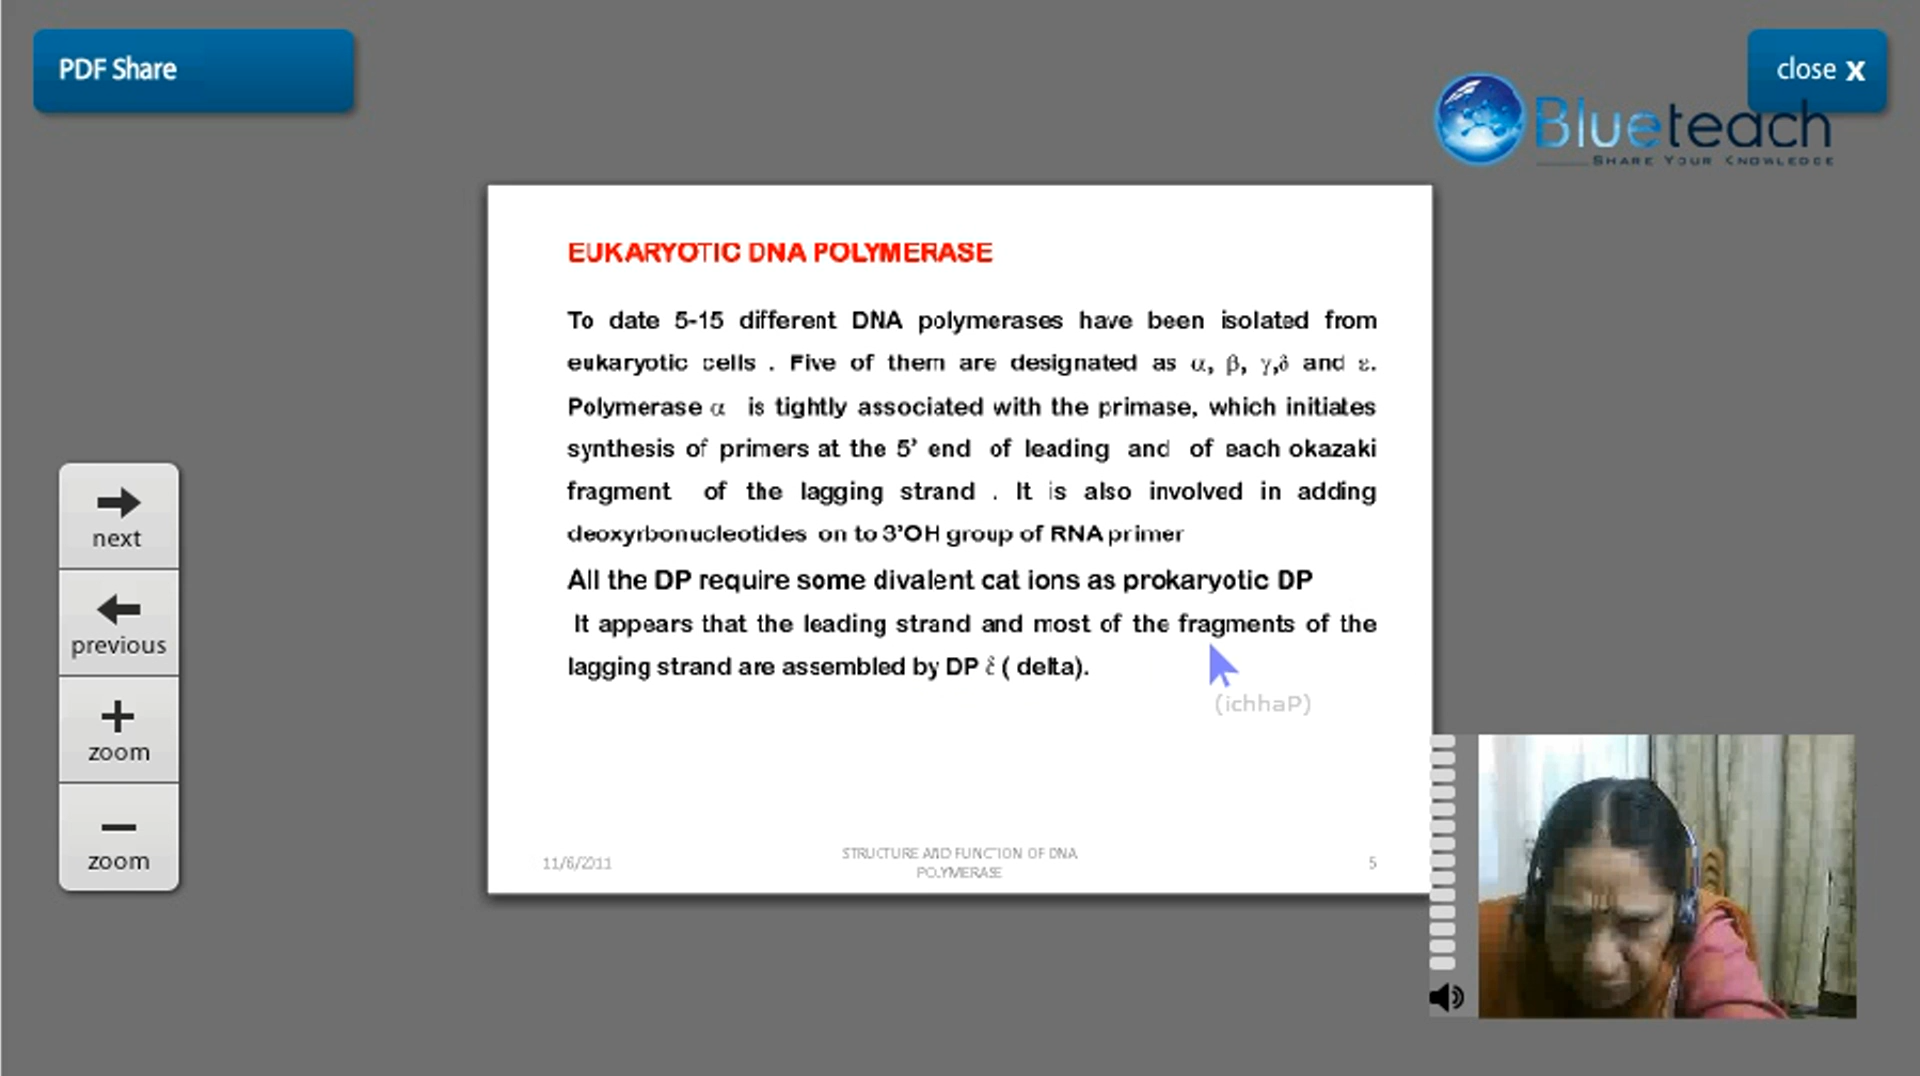 PDF Share
close X
Blueteach
SHARE YOUR KNOWLEDGE
EUKARYOTIC DNA POLYMERASE
To date 5-15 different DNA polymerases have been isolated from
eukaryotic cells . Five of them are designated as α, β, γ,δ and ε.
Polymerase α is tightly associated with the primase, which initiates
synthesis of primers at the 5’ end of leading and of each okazaki
fragment of the lagging strand . It is also involved in adding
deoxyrbonucleotides on to 3’OH group of RNA primer
All the DP require some divalent cat ions as prokaryotic DP
It appears that the leading strand and most of the fragments of the
lagging strand are assembled by DP δ ( delta).
(ichhaP)
next
previous
zoom
zoom
11/6/2011
STRUCTURE AND FUNCTION OF DNA
POLYMERASE
5